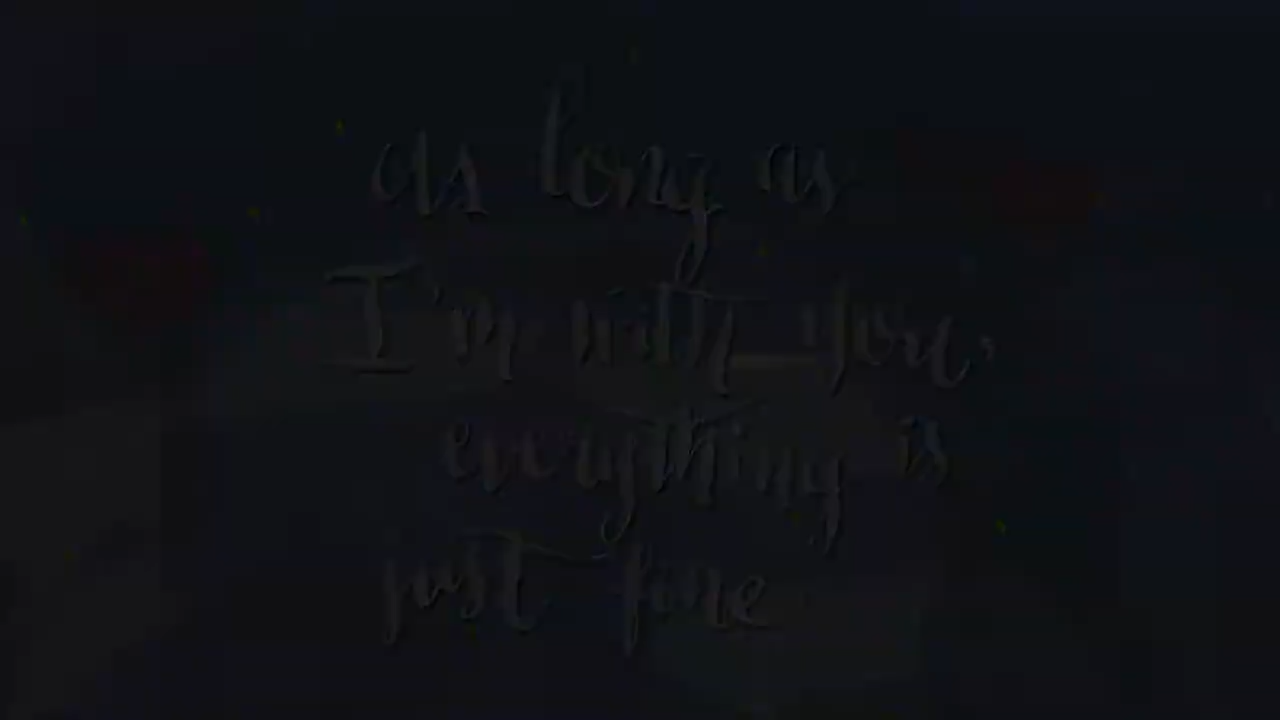 as long as
I'm with you,
everything is
just fine